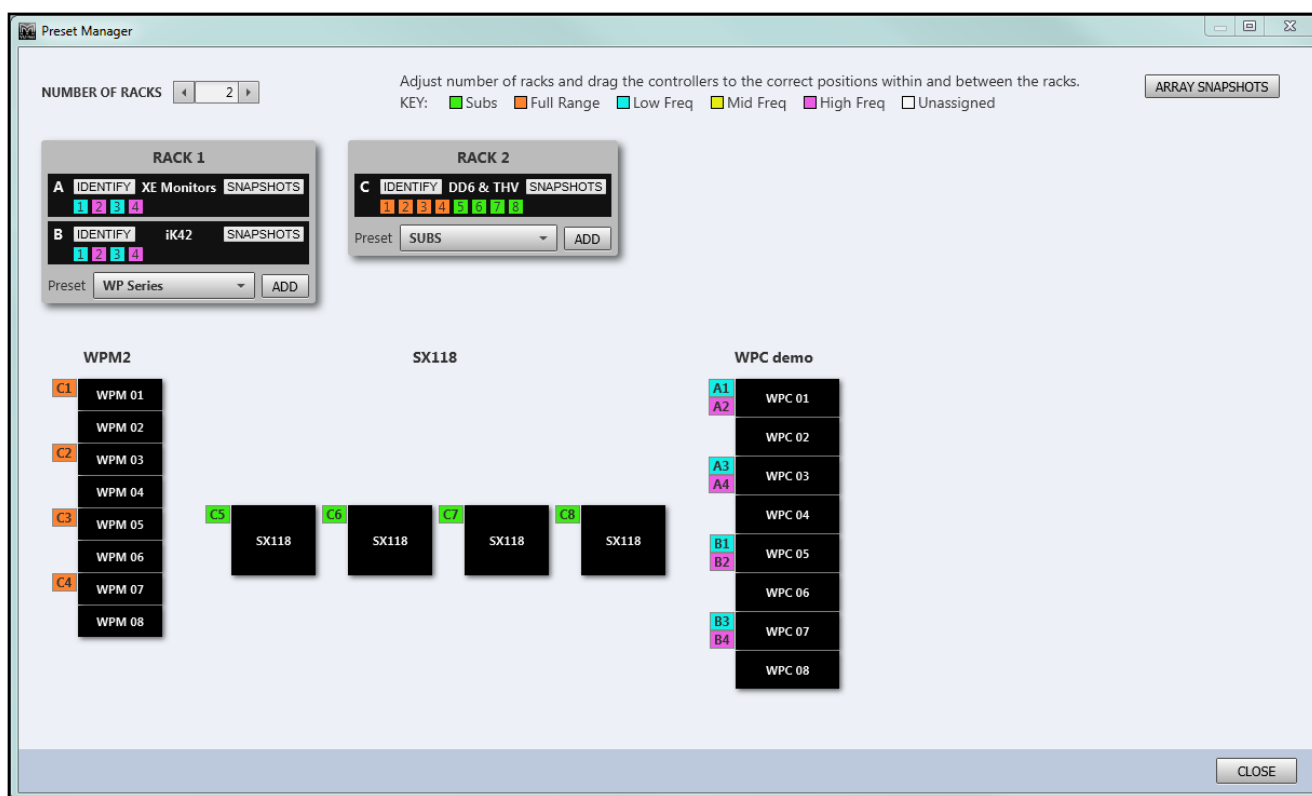 Preset Manager
NUMBER OF RACKS 2
Adjust number of racks and drag the controllers to the correct positions within and between the racks.
KEY: Subs Full Range Low Freq Mid Freq High Freq Unassigned
ARRAY SNAPSHOTS
RACK 1
A IDENTIFY XE Monitors SNAPSHOTS
1 2 3 4
B IDENTIFY iK42 SNAPSHOTS
1 2 3 4
Preset WP Series ADD
RACK 2
C IDENTIFY DD6 & THV SNAPSHOTS
1 2 3 4 5 6 7 8
Preset SUBS ADD
WPM2
C1 WPM 01
WPM 02
C2 WPM 03
WPM 04
C3 WPM 05
WPM 06
C4 WPM 07
WPM 08
SX118
C5 SX118 C6 SX118 C7 SX118 C8 SX118
WPC demo
A1
A2 WPC 01
WPC 02
A3
A4 WPC 03
WPC 04
B1
B2 WPC 05
WPC 06
B3
B4 WPC 07
WPC 08
CLOSE